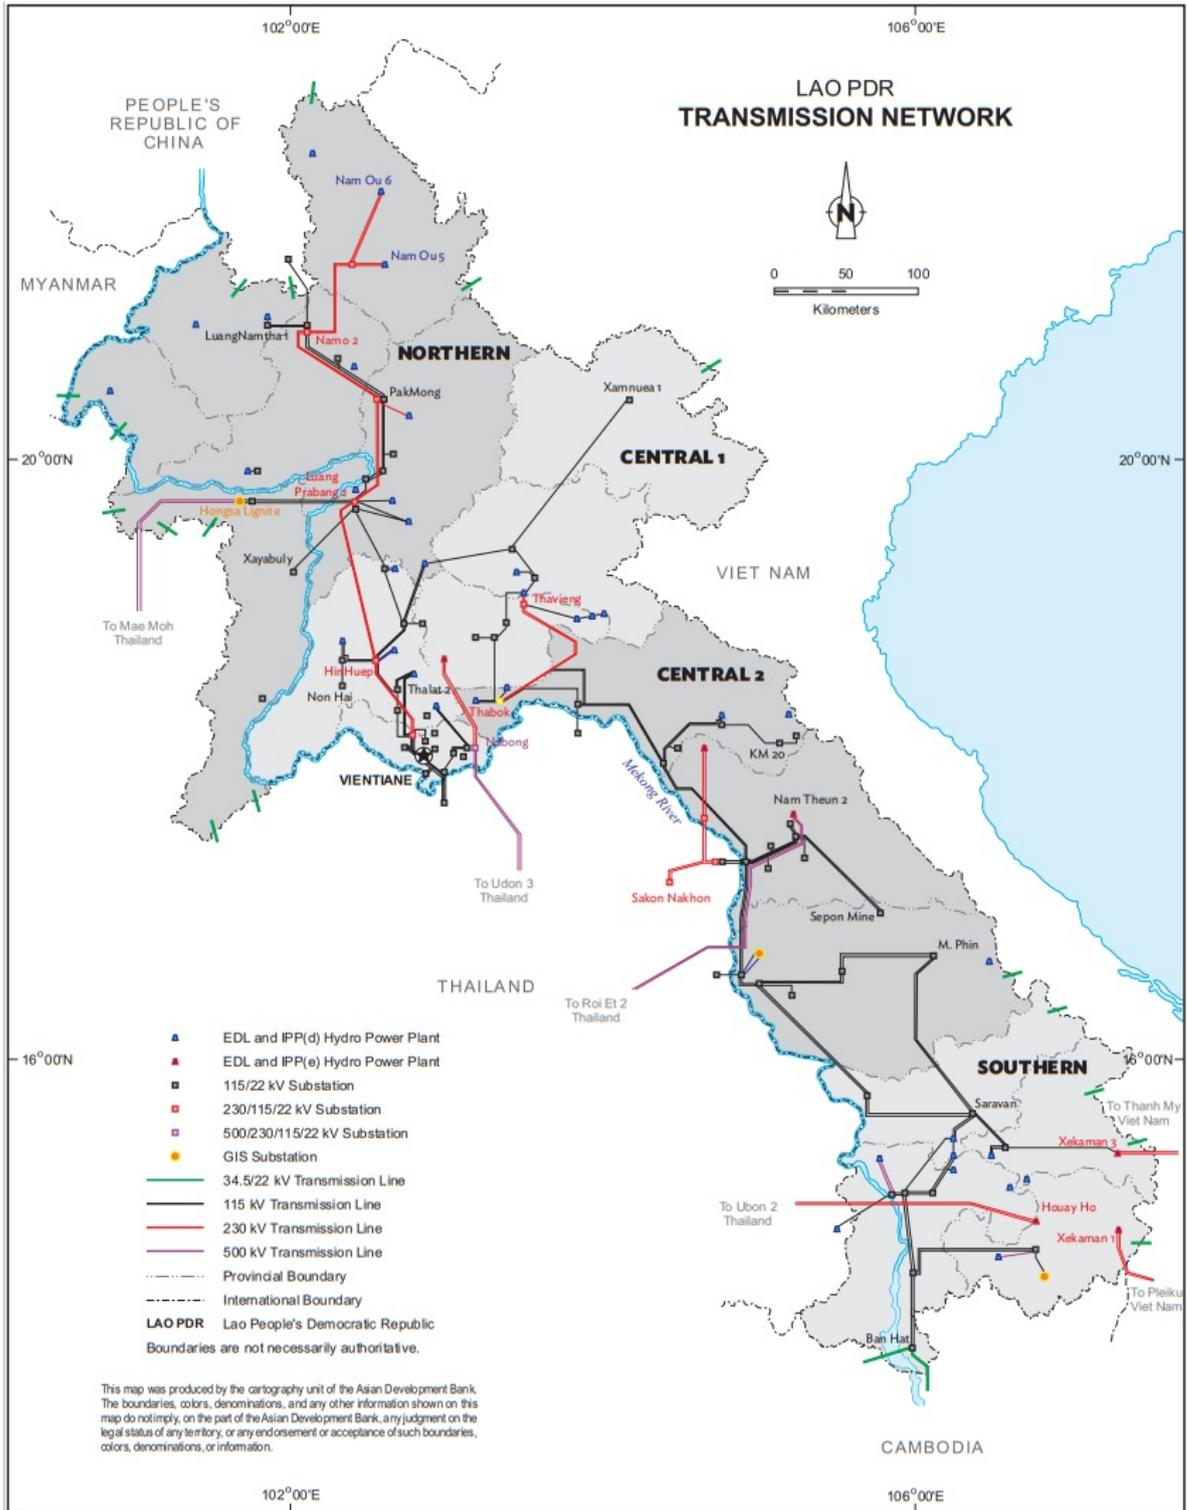 102°00'E
106°00'E
LAO PDR
TRANSMISSION NETWORK
PEOPLE'S
REPUBLIC OF
CHINA
N
Nam Ou 6
Nam Ou 5
MYANMAR
0 50 100
Kilometers
LuangNamtha 1
Namo 2
NORTHERN
PakMong
Xamnuea 1
CENTRAL 1
20°00'N
20°00'N
Luang
Prabang 2
Hongsa Lignite
Xayabuly
VIET NAM
Thavieng
To Mae Moh
Thailand
HinHuep
CENTRAL 2
Non Hai
Thalat 2
Thabok
Nabong
KM 20
VIENTIANE
Mekong River
Nam Theun 2
To Udon 3
Thailand
Sakon Nakhon
Sepon Mine
M. Phin
THAILAND
To Roi Et 2
Thailand
16°00'N
16°00'N
SOUTHERN
Saravan
To Thanh My
Viet Nam
Xekaman 3
To Ubon 2
Thailand
Houay Ho
Xekaman 1
To Pleiku
Viet Nam
Ban Hat
CAMBODIA
EDL and IPP(d) Hydro Power Plant
EDL and IPP(e) Hydro Power Plant
115/22 kV Substation
230/115/22 kV Substation
500/230/115/22 kV Substation
GIS Substation
34.5/22 kV Transmission Line
115 kV Transmission Line
230 kV Transmission Line
500 kV Transmission Line
Provincial Boundary
International Boundary
LAO PDR Lao People's Democratic Republic
Boundaries are not necessarily authoritative.
This map was produced by the cartography unit of the Asian Development Bank.
The boundaries, colors, denominations, and any other information shown on this
map do not imply, on the part of the Asian Development Bank, any judgment on the
legal status of any territory, or any endorsement or acceptance of such boundaries,
colors, denominations, or information.
102°00'E
106°00'E